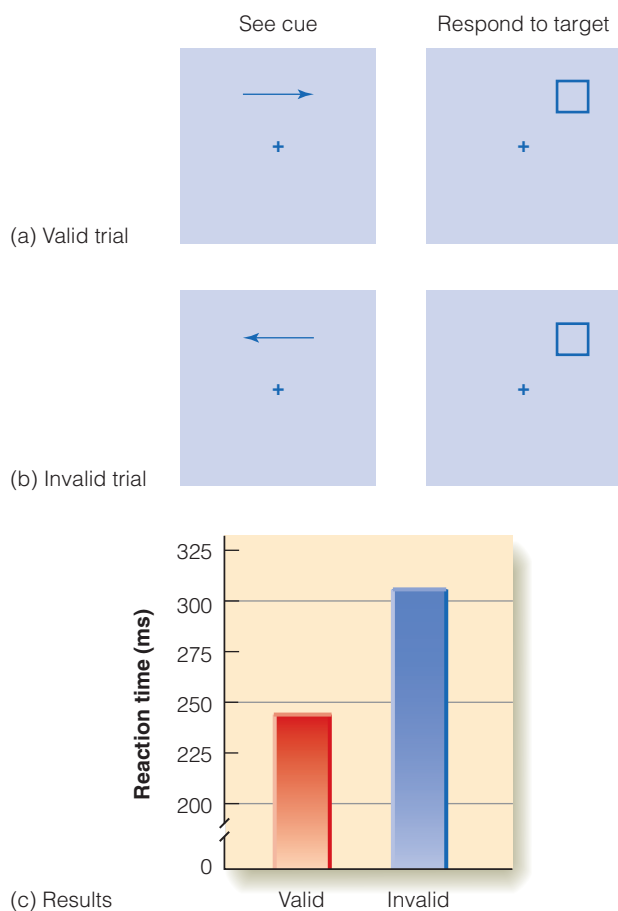 See cue Respond to target
+ +
(a) Valid trial
+ +
(b) Invalid trial
325
300
275
250
225
200
0
Reaction time (ms)
(c) Results Valid Invalid